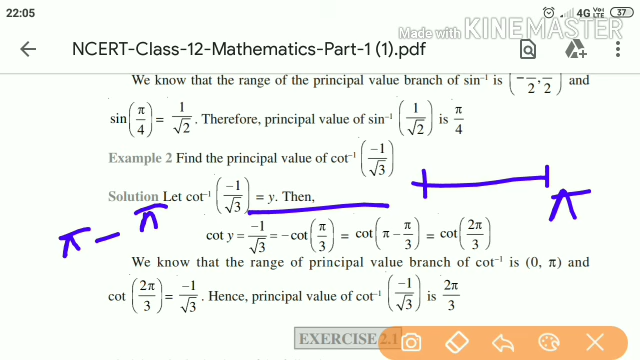 22:05 4G VoLTE 37
Made with KINEMASTER
NCERT-Class-12-Mathematics-Part-1 (1).pdf
We know that the range of the principal value branch of sin⁻¹ is (−π/2, π/2) and
sin(π/4) = 1/√2. Therefore, principal value of sin⁻¹(1/√2) is π/4
Example 2 Find the principal value of cot⁻¹(−1/√3)
Solution Let cot⁻¹(−1/√3) = y. Then,
π
π − π
cot y = −1/√3 = −cot(π/3) = cot(π − π/3) = cot(2π/3)
We know that the range of principal value branch of cot⁻¹ is (0, π) and
cot(2π/3) = −1/√3. Hence, principal value of cot⁻¹(−1/√3) is 2π/3
EXERCISE 2.1